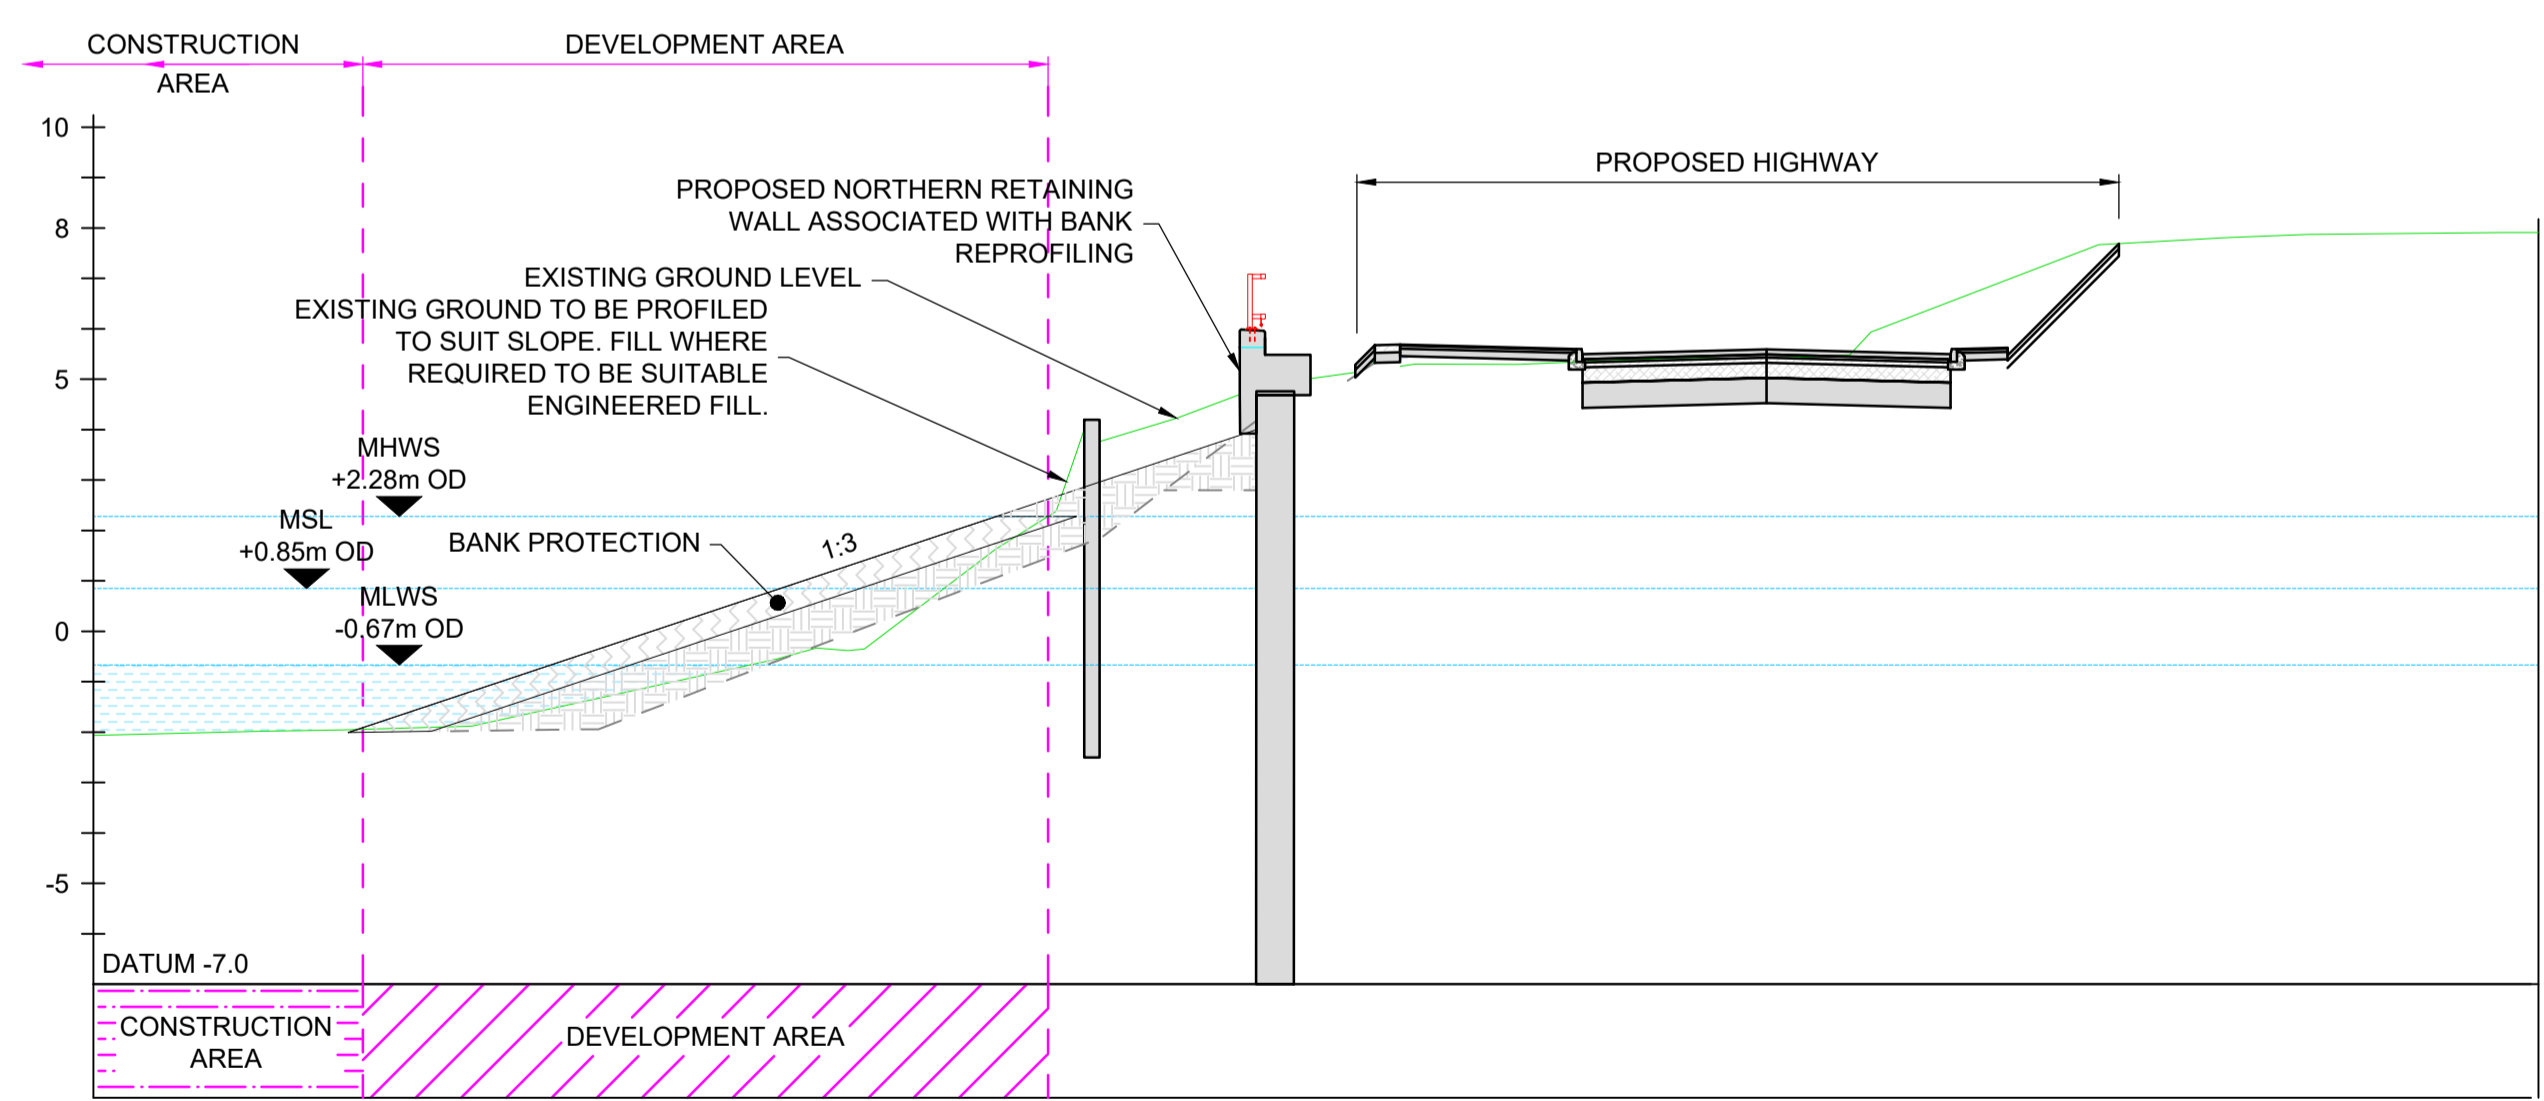 CONSTRUCTION
AREA
DEVELOPMENT AREA
10
8
5
0
-5
PROPOSED HIGHWAY
PROPOSED NORTHERN RETAINING
WALL ASSOCIATED WITH BANK
REPROFILING
EXISTING GROUND LEVEL
EXISTING GROUND TO BE PROFILED
TO SUIT SLOPE. FILL WHERE
REQUIRED TO BE SUITABLE
ENGINEERED FILL.
MHWS
+2.28m OD
MSL
+0.85m OD
BANK PROTECTION
1:3
MLWS
-0.67m OD
DATUM -7.0
CONSTRUCTION
AREA
DEVELOPMENT AREA